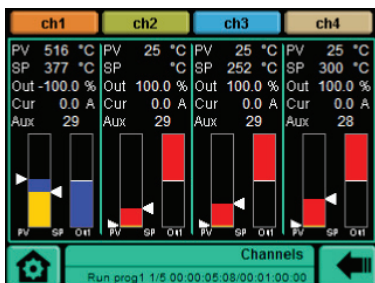 ch1 ch2 ch3 ch4
PV 516 °C PV 25 °C PV 25 °C PV 25 °C
SP 377 °C SP °C SP 252 °C SP 300 °C
Out -100.0 % Out 100.0 % Out 100.0 % Out 100.0 %
Cur 0.0 A Cur 0.0 A Cur 0.0 A Cur 0.0 A
Aux 29 Aux 29 Aux 29 Aux 28
PV SP Out PV SP Out PV SP Out PV SP Out
Channels
Run prog1 1/5 00:00:05:08/00:01:00:00